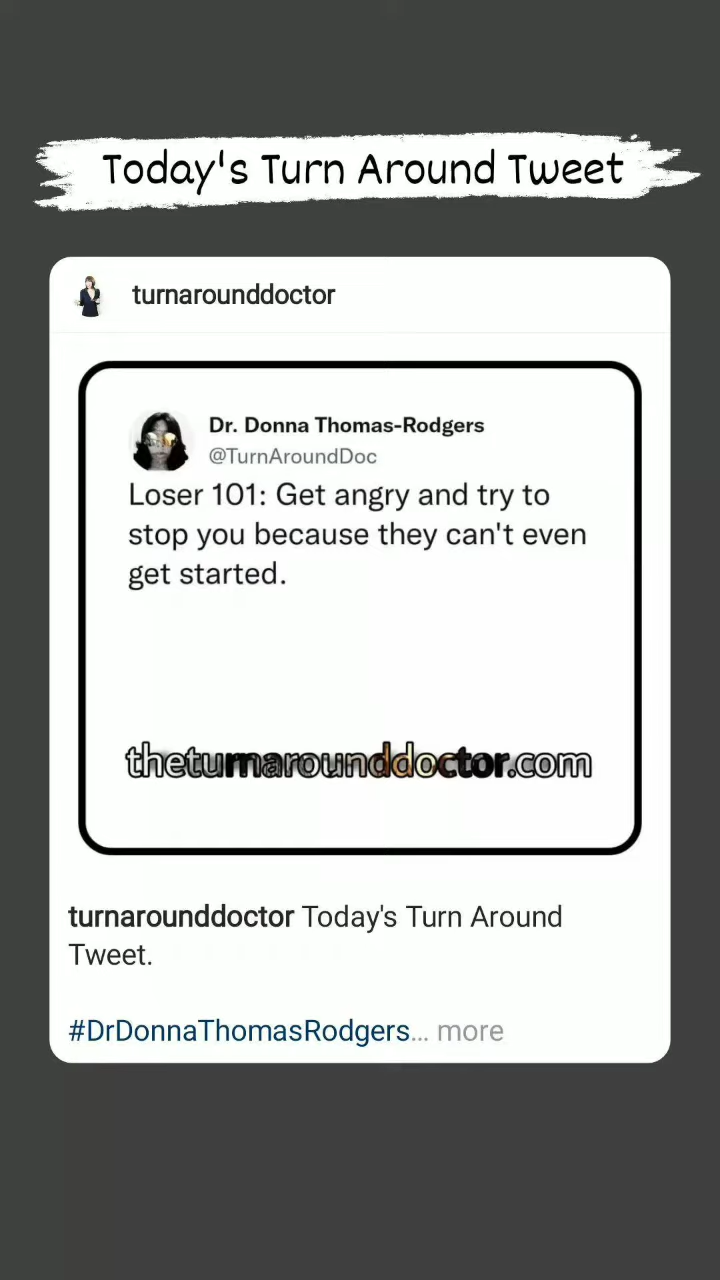 Today's Turn Around Tweet
turnarounddoctor
Dr. Donna Thomas-Rodgers
@TurnAroundDoc
Loser 101: Get angry and try to
stop you because they can't even
get started.
theturnarounddoctor.com
turnarounddoctor Today's Turn Around
Tweet.
#DrDonnaThomasRodgers... more